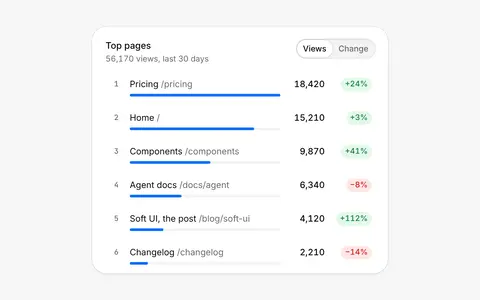 Top pages
56,170 views, last 30 days
Views Change
1 Pricing /pricing 18,420 +24%
2 Home / 15,210 +3%
3 Components /components 9,870 +41%
4 Agent docs /docs/agent 6,340 −8%
5 Soft UI, the post /blog/soft-ui 4,120 +112%
6 Changelog /changelog 2,210 −14%